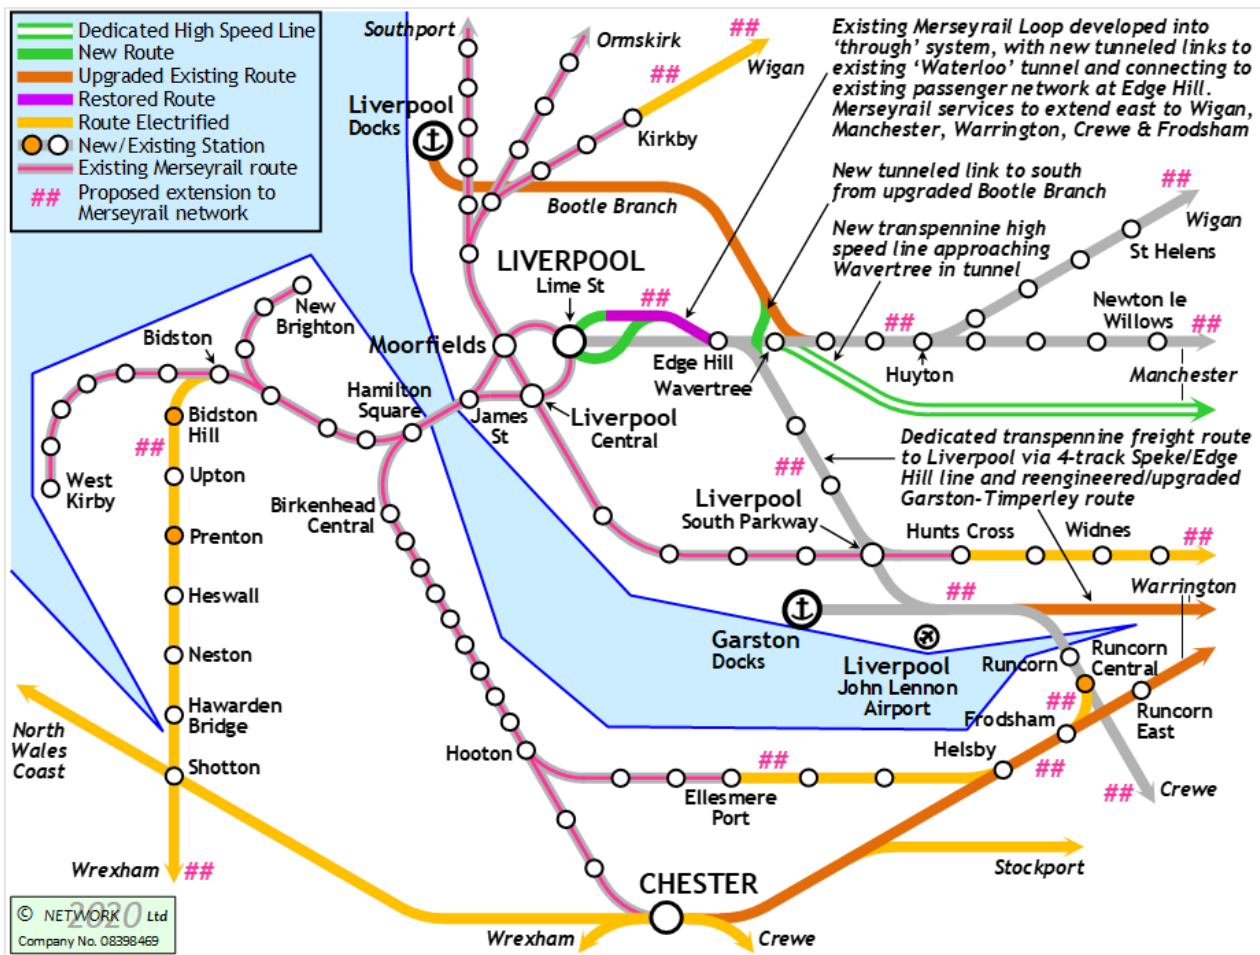 Dedicated High Speed Line
New Route
Upgraded Existing Route
Restored Route
Route Electrified
New/Existing Station
Existing Merseyrail route
## Proposed extension to
Merseyrail network
Southport
Ormskirk
##
Wigan
##
Liverpool
Docks
Kirkby
Existing Merseyrail Loop developed into
‘through’ system, with new tunneled links to
existing ‘Waterloo’ tunnel and connecting to
existing passenger network at Edge Hill.
Merseyrail services to extend east to Wigan,
Manchester, Warrington, Crewe & Frodsham
New tunneled link to south
from upgraded Bootle Branch
##
Wigan
Bootle Branch
New transpennine high
speed line approaching
Wavertree in tunnel
St Helens
LIVERPOOL
Lime St
##
New
Brighton
Bidston
Moorfields
Edge Hill
Wavertree
##
Huyton
Newton le
Willows
##
Manchester
Hamilton
Square
James
St
Liverpool
Central
Bidston
Hill
##
Upton
West
Kirby
Dedicated transpennine freight route
to Liverpool via 4-track Speke/Edge
Hill line and reengineered/upgraded
Garston-Timperley route
##
Birkenhead
Central
Liverpool
South Parkway
Hunts Cross
Widnes
##
Prenton
Heswall
##
Warrington
Garston
Docks
Liverpool
John Lennon
Airport
Runcorn
Runcorn
Central
##
Runcorn
East
Neston
Hawarden
Bridge
North
Wales
Coast
Shotton
Hooton
Frodsham
Helsby
##
##
Ellesmere
Port
##
Crewe
Wrexham
##
Stockport
CHESTER
Wrexham
Crewe
© NETWORK 2020 Ltd
Company No. 08398469